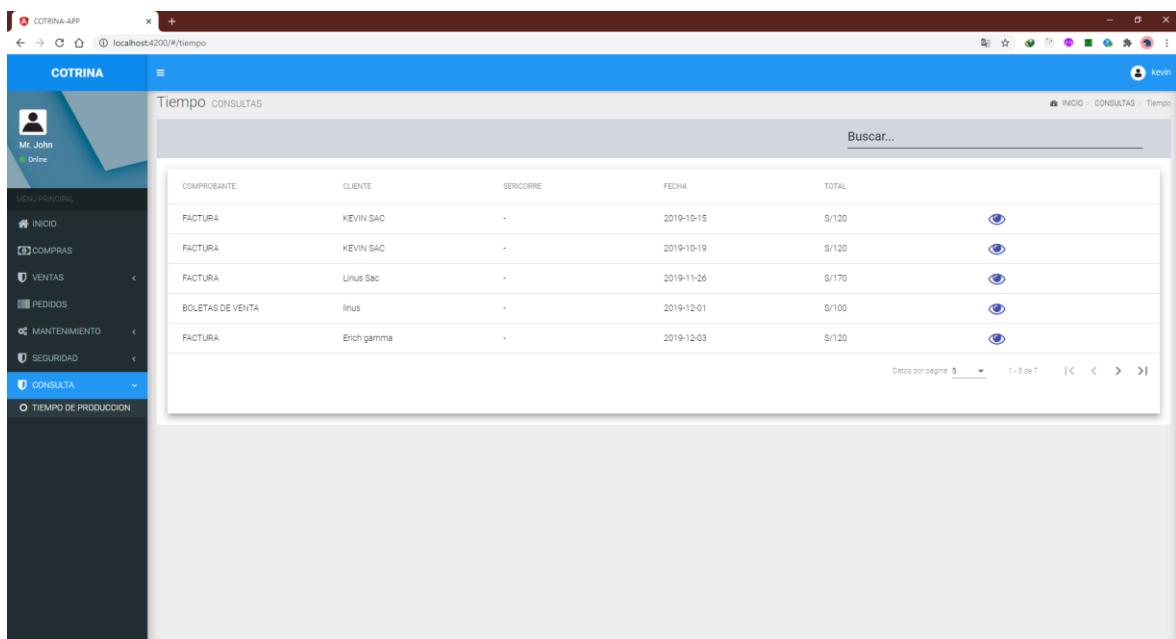 COTRINA-APP
localhost:4200/#/tiempo
COTRINA
kevin
Tiempo CONSULTAS
INICIO > CONSULTAS > Tiempo
Mr. John
Online
Buscar...
MENU PRINCIPAL
INICIO
COMPRAS
VENTAS
PEDIDOS
MANTENIMIENTO
SEGURIDAD
CONSULTA
TIEMPO DE PRODUCCION
COMPROBANTE CLIENTE SERICORRE FECHA TOTAL
FACTURA KEVIN SAC - 2019-10-15 S/120
FACTURA KEVIN SAC - 2019-10-19 S/120
FACTURA Linus Sac - 2019-11-26 S/170
BOLETAS DE VENTA linus - 2019-12-01 S/100
FACTURA Erich gamma - 2019-12-03 S/120
Datos por pagina 5 1 - 5 de 7